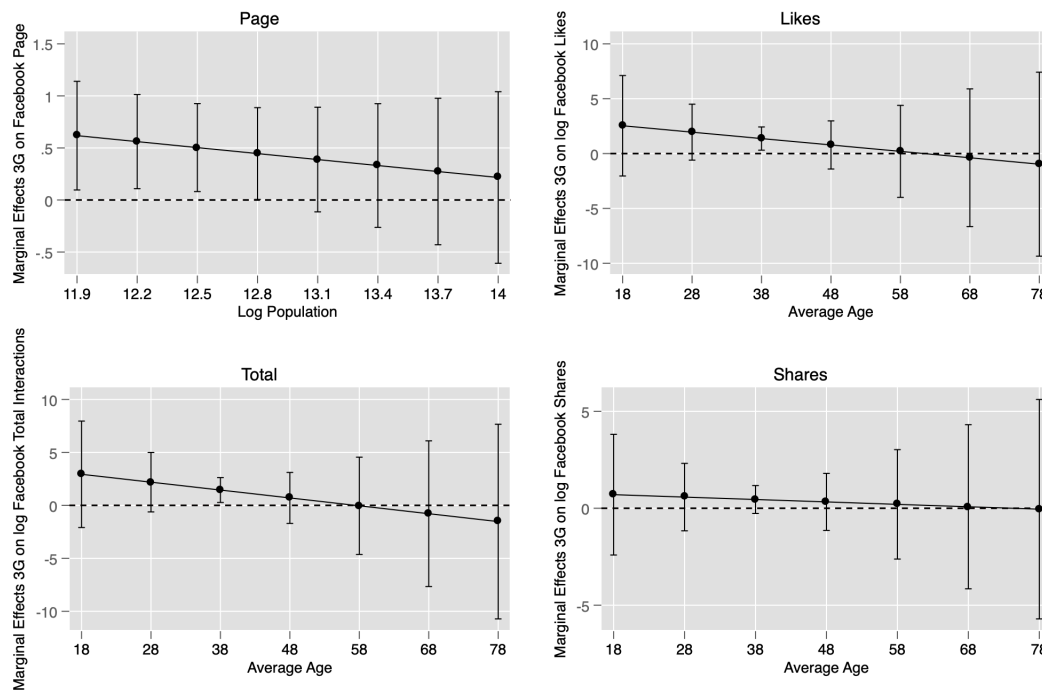 Page
Marginal Effects 3G on Facebook Page
1.5
1
.5
0
-.5
11.9 12.2 12.5 12.8 13.1 13.4 13.7 14
Log Population
Likes
Marginal Effects 3G on log Facebook Likes
10
5
0
-5
-10
18 28 38 48 58 68 78
Average Age
Total
Marginal Effects 3G on log Facebook Total Interactions
10
5
0
-5
-10
18 28 38 48 58 68 78
Average Age
Shares
Marginal Effects 3G on log Facebook Shares
5
0
-5
18 28 38 48 58 68 78
Average Age